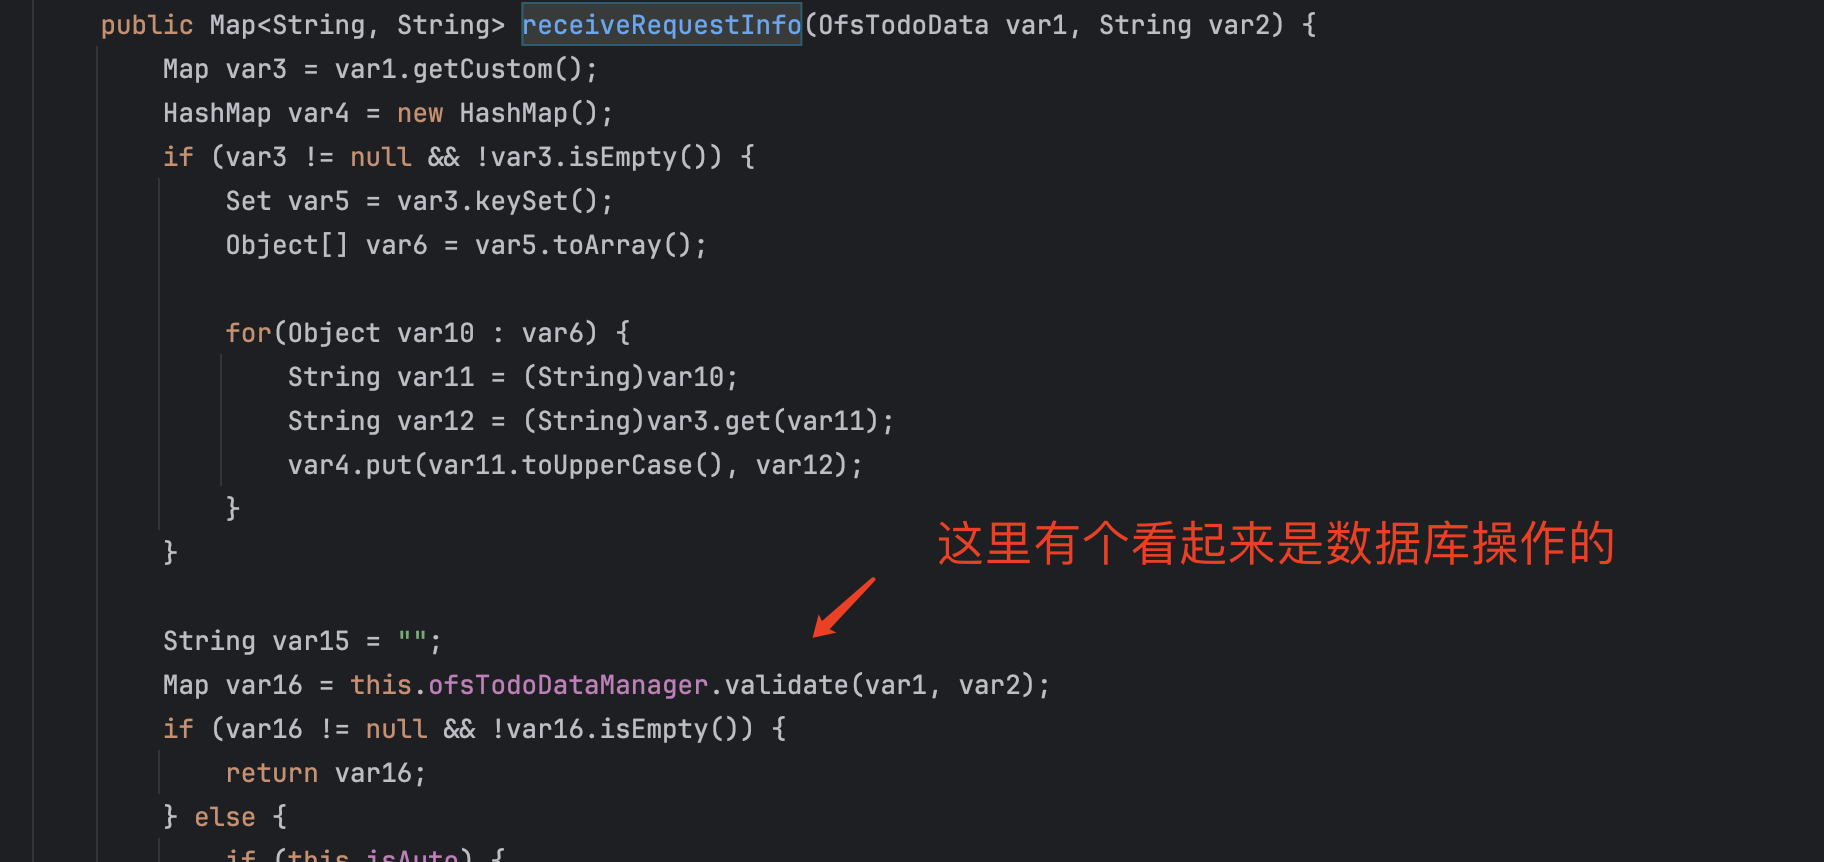 public Map<String, String> receiveRequestInfo(OfsTodoData var1, String var2) {
Map var3 = var1.getCustom();
HashMap var4 = new HashMap();
if (var3 != null && !var3.isEmpty()) {
Set var5 = var3.keySet();
Object[] var6 = var5.toArray();
for(Object var10 : var6) {
String var11 = (String)var10;
String var12 = (String)var3.get(var11);
var4.put(var11.toUpperCase(), var12);
}
这里有个看起来是数据库操作的
}
String var15 = "";
Map var16 = this.ofsTodoDataManager.validate(var1, var2);
if (var16 != null && !var16.isEmpty()) {
return var16;
} else {
if (this.isAuto) {